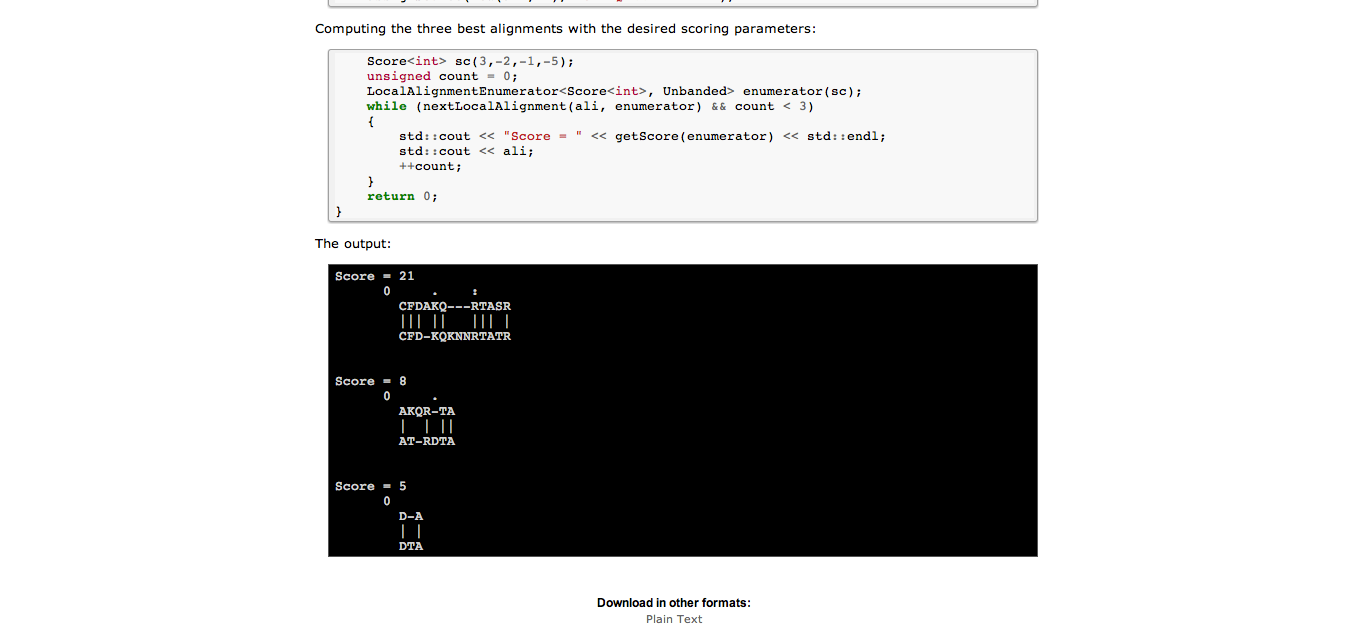 Computing the three best alignments with the desired scoring parameters:
Score<int> sc(3,-2,-1,-5);
unsigned count = 0;
LocalAlignmentEnumerator<Score<int>, Unbanded> enumerator(sc);
while (nextLocalAlignment(ali, enumerator) && count < 3)
{
std::cout << "Score = " << getScore(enumerator) << std::endl;
std::cout << ali;
++count;
}
return 0;
}
The output:
Score = 21
0     .    :
CFDAKQ---RTASR
||| ||   ||| |
CFD-KQKNNRTATR
Score = 8
0     .
AKQR-TA
|  | ||
AT-RDTA
Score = 5
0
D-A
| |
DTA
Download in other formats:
Plain Text